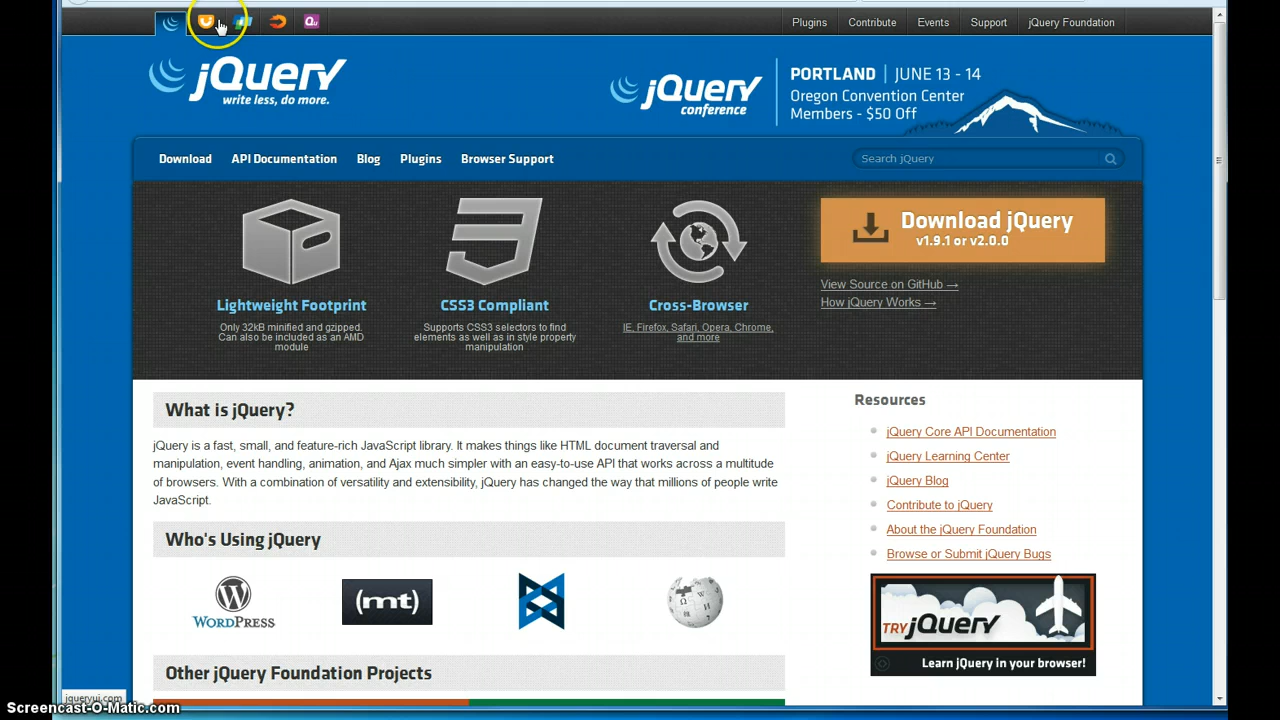 Qu
Plugins
Contribute
Events
Support
jQuery Foundation
jQuery
write less, do more.
jQuery
conference
PORTLAND | JUNE 13 - 14
Oregon Convention Center
Members - $50 Off
Download
API Documentation
Blog
Plugins
Browser Support
Search jQuery
Lightweight Footprint
Only 32kB minified and gzipped.
Can also be included as an AMD
module
CSS3 Compliant
Supports CSS3 selectors to find
elements as well as in style property
manipulation
Cross-Browser
IE, Firefox, Safari, Opera, Chrome,
and more
Download jQuery
v1.9.1 or v2.0.0
View Source on GitHub →
How jQuery Works →
What is jQuery?
jQuery is a fast, small, and feature-rich JavaScript library. It makes things like HTML document traversal and
manipulation, event handling, animation, and Ajax much simpler with an easy-to-use API that works across a multitude
of browsers. With a combination of versatility and extensibility, jQuery has changed the way that millions of people write
JavaScript.
Who's Using jQuery
WORDPRESS
(mt)
Other jQuery Foundation Projects
Resources
jQuery Core API Documentation
jQuery Learning Center
jQuery Blog
Contribute to jQuery
About the jQuery Foundation
Browse or Submit jQuery Bugs
TRY jQuery
Learn jQuery in your browser!
jqueryui.com
Screencast-O-Matic.com